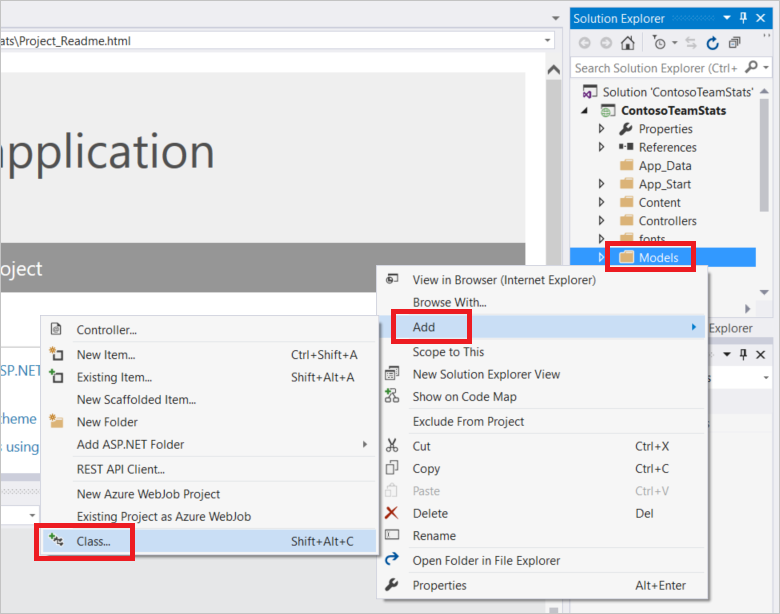 ats\Project_Readme.html
application
oject
SP.NET
heme
s using
Solution Explorer
Search Solution Explorer (Ctrl+
Solution 'ContosoTeamStats'
ContosoTeamStats
Properties
References
App_Data
App_Start
Content
Controllers
fonts
Models
Explorer
View in Browser (Internet Explorer)
Browse With...
Add
Scope to This
New Solution Explorer View
Show on Code Map
Exclude From Project
Cut Ctrl+X
Copy Ctrl+C
Paste Ctrl+V
Delete Del
Rename
Open Folder in File Explorer
Properties Alt+Enter
Controller...
New Item... Ctrl+Shift+A
Existing Item... Shift+Alt+A
New Scaffolded Item...
New Folder
Add ASP.NET Folder
REST API Client...
New Azure WebJob Project
Existing Project as Azure WebJob
Class... Shift+Alt+C